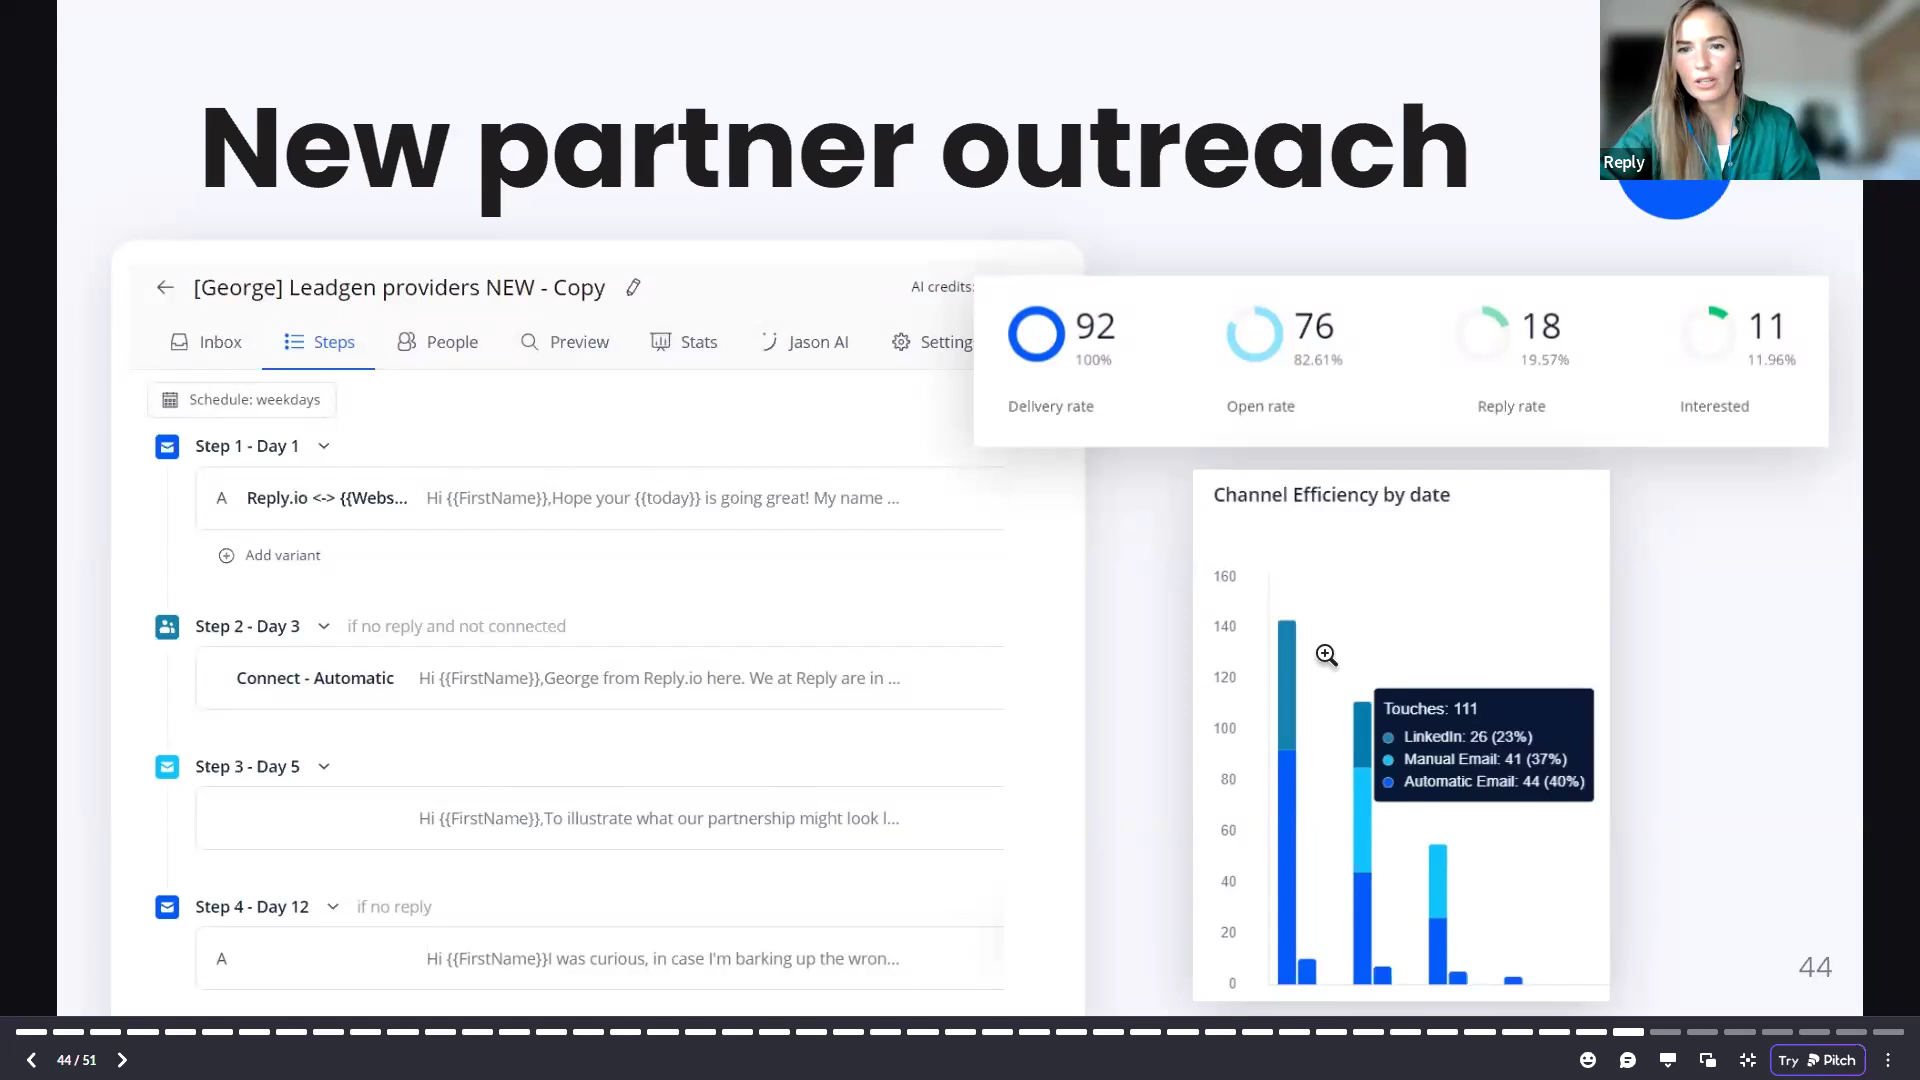 New partner outreach
Reply
[George] Leadgen providers NEW - Copy
AI credits:
Inbox
Steps
People
Preview
Stats
Jason AI
Setting
Schedule: weekdays
Step 1 - Day 1
A Reply.io <-> {{Webs... Hi {{FirstName}},Hope your {{today}} is going great! My name ...
Add variant
Step 2 - Day 3 if no reply and not connected
Connect - Automatic Hi {{FirstName}},George from Reply.io here. We at Reply are in ...
Step 3 - Day 5
Hi {{FirstName}},To illustrate what our partnership might look l...
Step 4 - Day 12 if no reply
A Hi {{FirstName}}I was curious, in case I'm barking up the wron...
92
100%
Delivery rate
76
82.61%
Open rate
18
19.57%
Reply rate
11
11.96%
Interested
Channel Efficiency by date
160
140
120
100
80
60
40
20
0
Touches: 111
LinkedIn: 26 (23%)
Manual Email: 41 (37%)
Automatic Email: 44 (40%)
44
44 / 51
Try Pitch